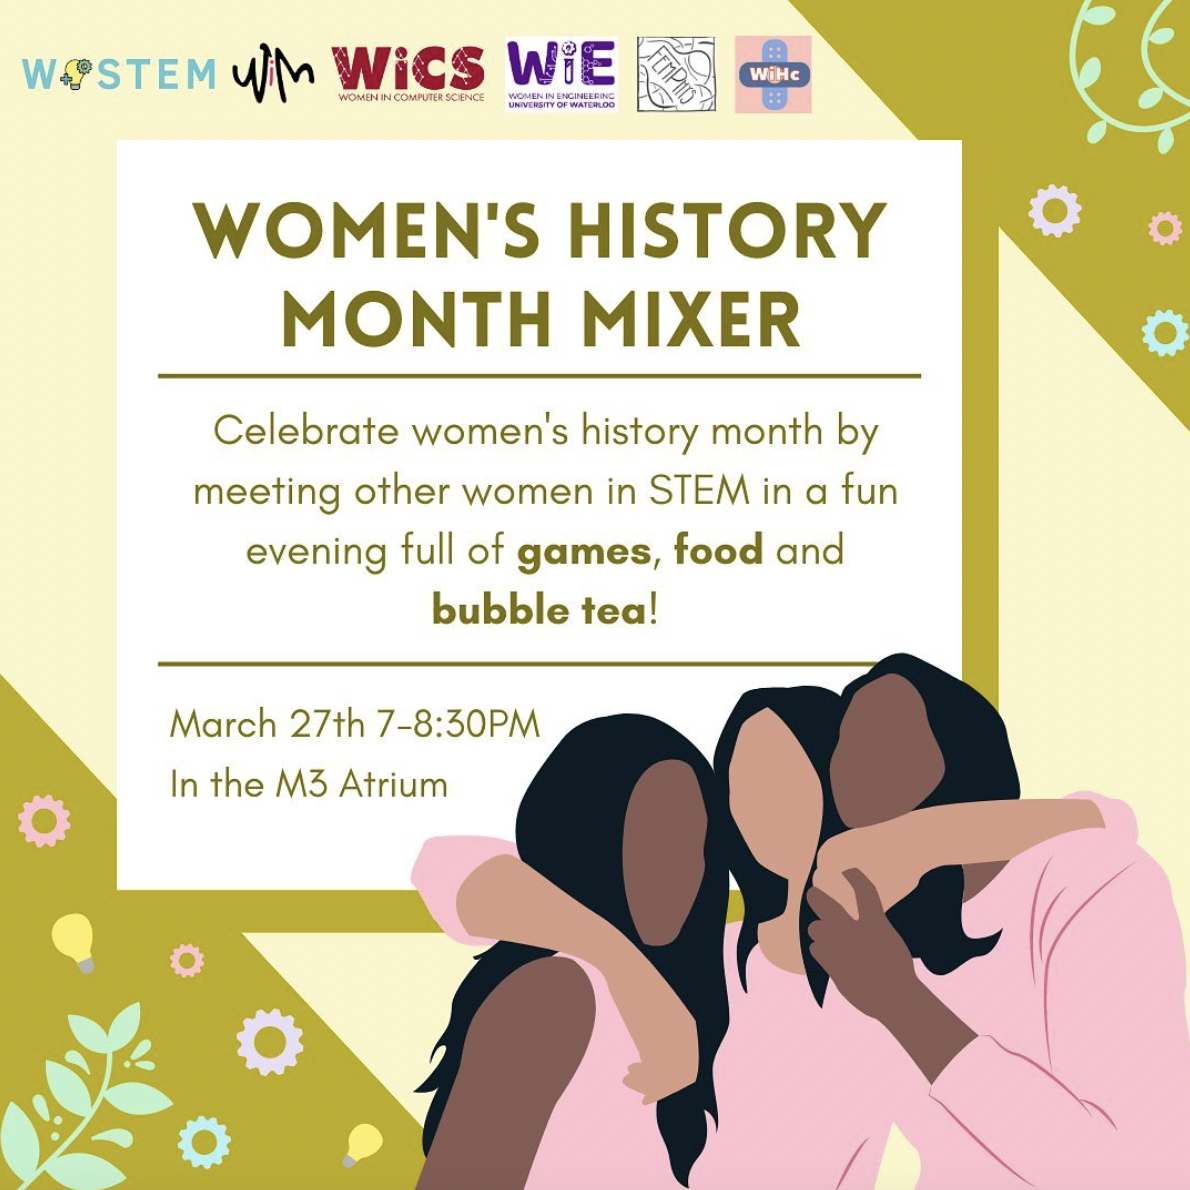 W STEM
WiM
WiCS
WOMEN IN COMPUTER SCIENCE
WiE
WOMEN IN ENGINEERING
UNIVERSITY OF WATERLOO
WiHc
WOMEN'S HISTORY
MONTH MIXER
Celebrate women's history month by
meeting other women in STEM in a fun
evening full of games, food and
bubble tea!
March 27th 7-8:30PM
In the M3 Atrium